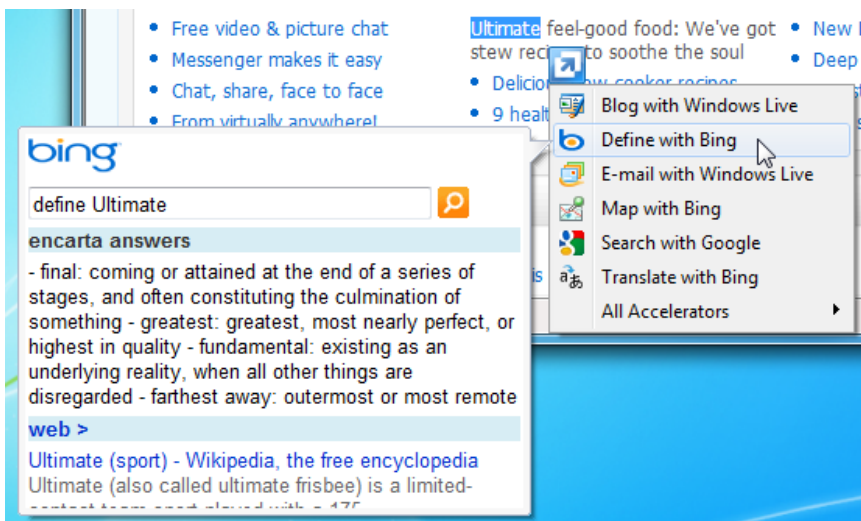 Free video & picture chat
Messenger makes it easy
Chat, share, face to face
From virtually anywhere!
Ultimate feel-good food: We've got
stew to soothe the soul
9
New
Deep
Blog with Windows Live
Define with Bing
E-mail with Windows Live
Map with Bing
Search with Google
Translate with Bing
All Accelerators
bing
define Ultimate
encarta answers
- final: coming or attained at the end of a series of
stages, and often constituting the culmination of
something - greatest: greatest, most nearly perfect, or
highest in quality - fundamental: existing as an
underlying reality, when all other things are
disregarded - farthest away: outermost or most remote
web >
Ultimate (sport) - Wikipedia, the free encyclopedia
Ultimate (also called ultimate frisbee) is a limited-
contact team sport played with a 175